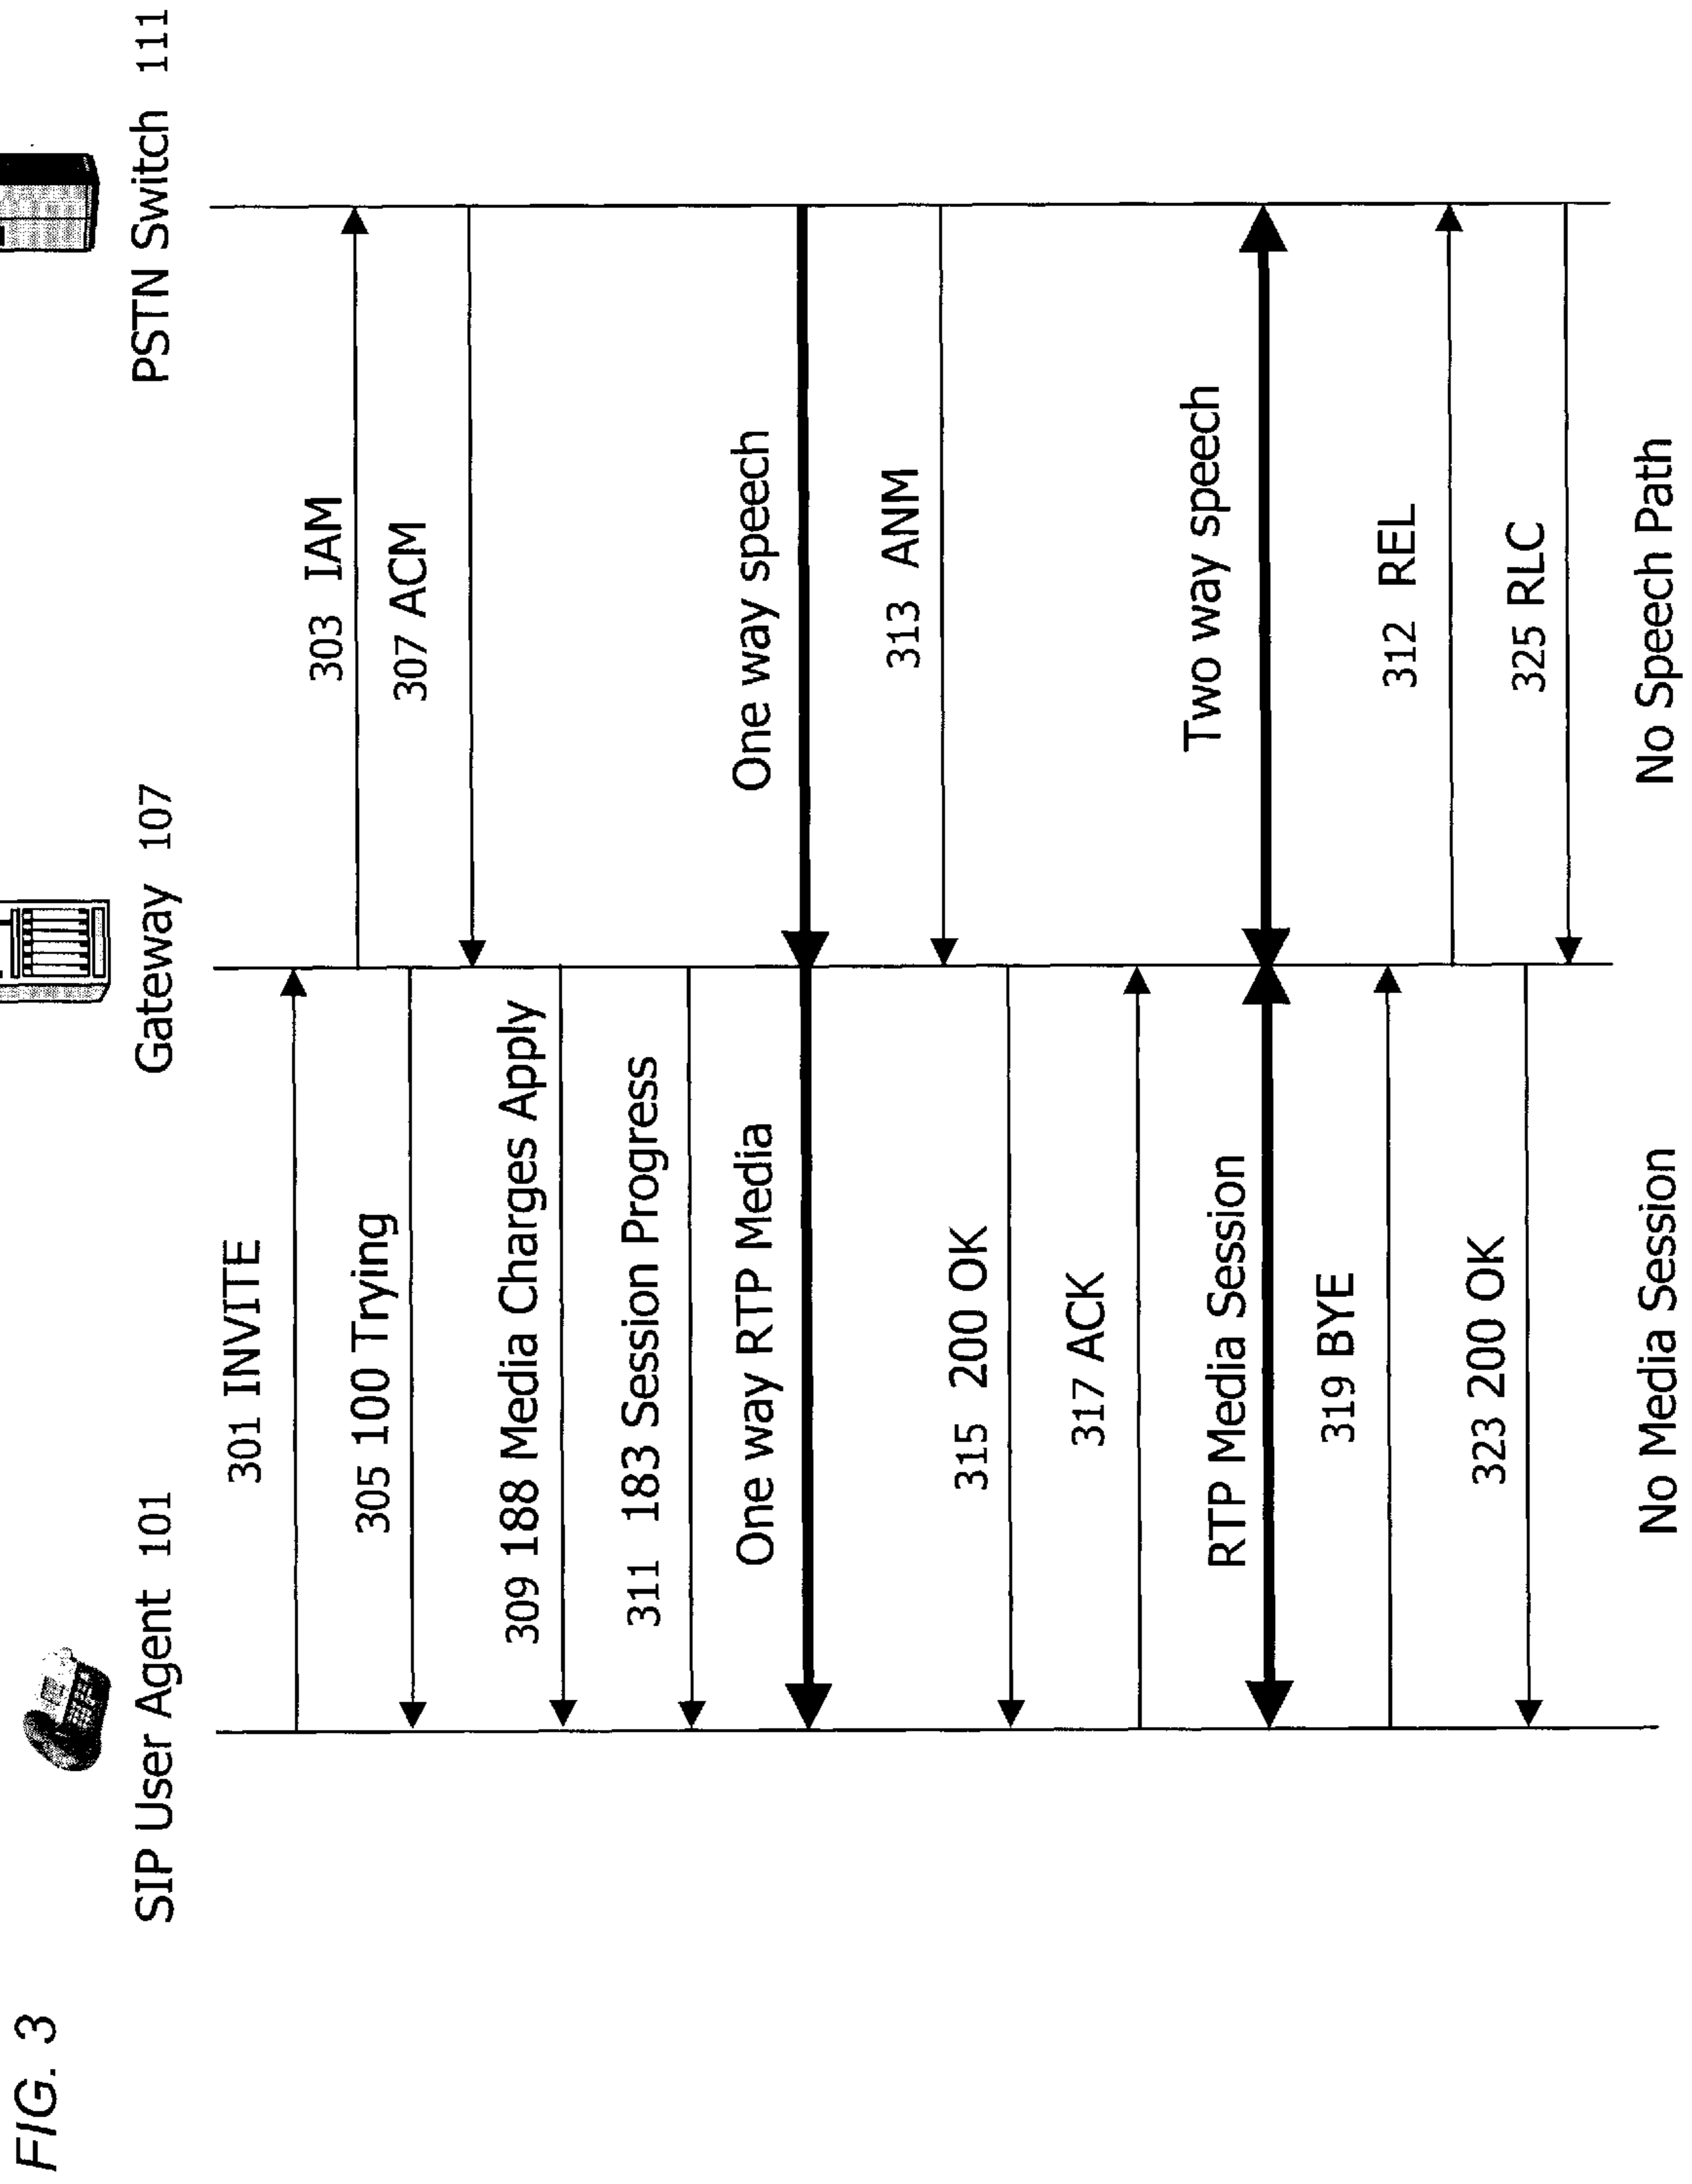 FIG. 3
SIP User Agent 101
Gateway 107
PSTN Switch 111
301 INVITE
303 IAM
305 100 Trying
307 ACM
309 188 Media Charges Apply
311 183 Session Progress
One way RTP Media
One way speech
313 ANM
315 200 OK
317 ACK
RTP Media Session
Two way speech
319 BYE
312 REL
323 200 OK
325 RLC
No Media Session
No Speech Path